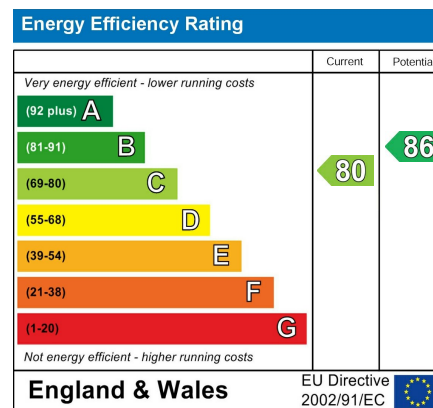 Energy Efficiency Rating
Current Potentia
Very energy efficient - lower running costs
(92 plus) A
(81-91) B
(69-80) C
(55-68) D
(39-54) E
(21-38) F
(1-20) G
80
86
Not energy efficient - higher running costs
England & Wales
EU Directive
2002/91/EC